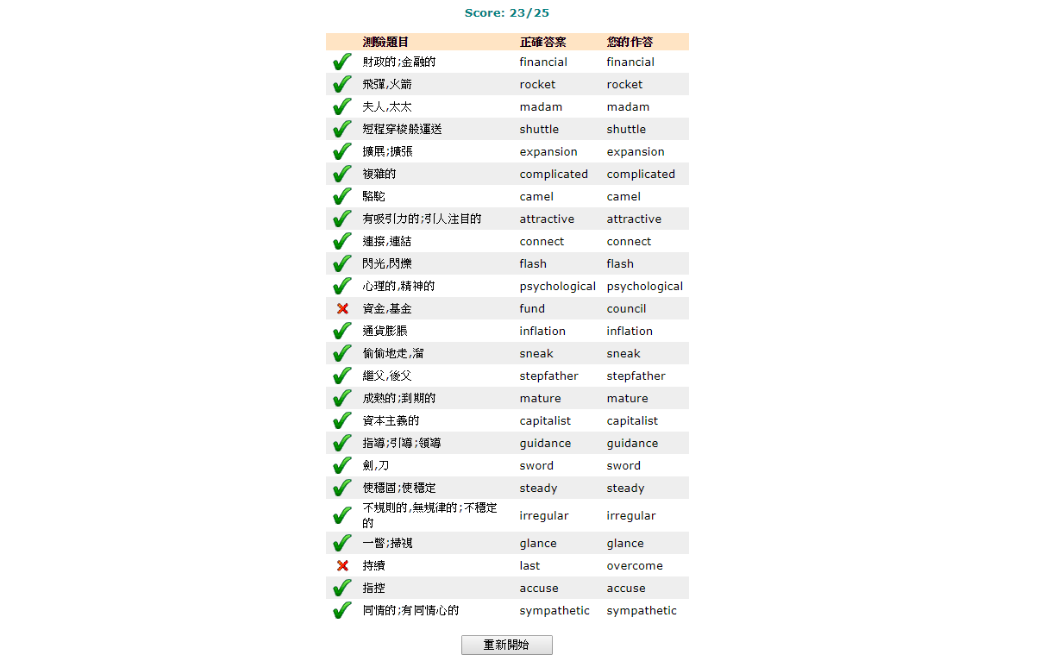 Score: 23/25
測驗題目 正確答案 您的作答
財政的;金融的 financial financial
飛彈,火箭 rocket rocket
夫人,太太 madam madam
短程穿梭般運送 shuttle shuttle
擴展;擴張 expansion expansion
複雜的 complicated complicated
駱駝 camel camel
有吸引力的;引人注目的 attractive attractive
連接,連結 connect connect
閃光,閃爍 flash flash
心理的,精神的 psychological psychological
資金,基金 fund council
通貨膨脹 inflation inflation
偷偷地走,溜 sneak sneak
繼父,後父 stepfather stepfather
成熟的;到期的 mature mature
資本主義的 capitalist capitalist
指導;引導;領導 guidance guidance
劍,刀 sword sword
使穩固;使穩定 steady steady
不規則的,無規律的;不穩定
的 irregular irregular
一瞥;掃視 glance glance
持續 last overcome
指控 accuse accuse
同情的;有同情心的 sympathetic sympathetic
重新開始